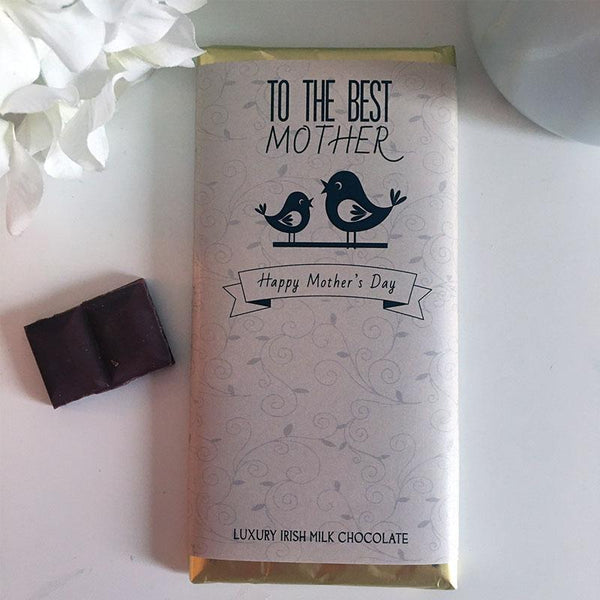 TO THE BEST
MOTHER
Happy Mother's Day
LUXURY IRISH MILK CHOCOLATE